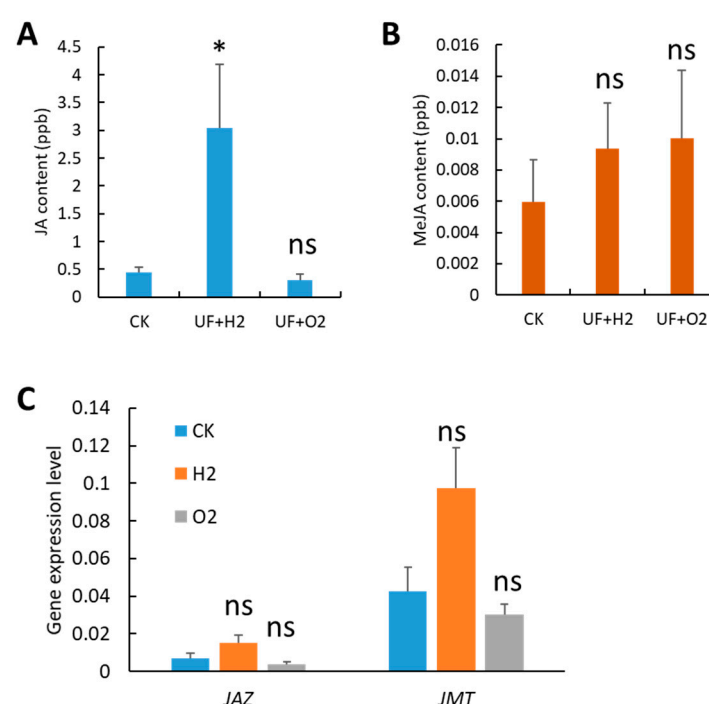 A
JA content (ppb)
4.5
4
3.5
3
2.5
2
1.5
1
0.5
0
*
ns
CK UF+H2 UF+O2
B
MeJA content (ppb)
0.016
0.014
0.012
0.01
0.008
0.006
0.004
0.002
0
ns
ns
CK UF+H2 UF+O2
C
Gene expression level
0.14
0.12
0.1
0.08
0.06
0.04
0.02
0
CK
H2
O2
ns
ns
ns
ns
JAZ JMT